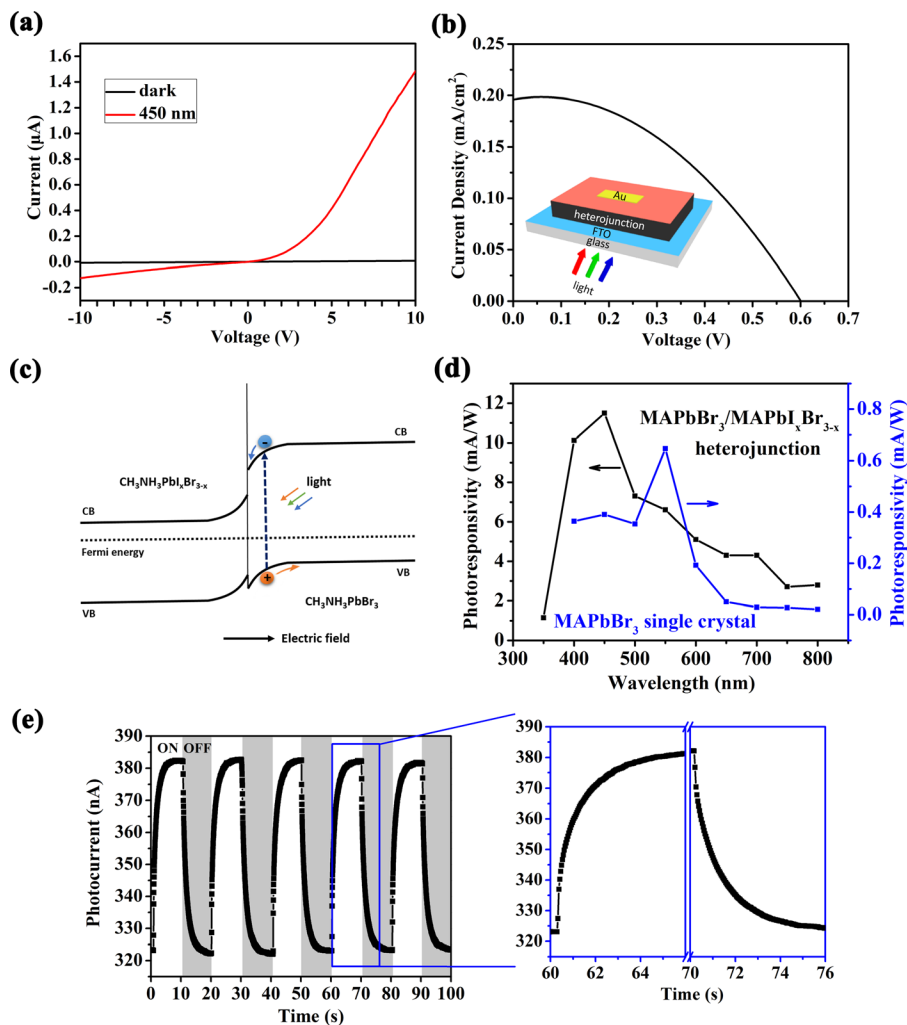 (a)
1.6
1.4
1.2
1.0
0.8
0.6
0.4
0.2
0.0
-0.2
Current (μA)
dark
450 nm
-10
-5
0
5
10
Voltage (V)
(b)
0.25
0.20
0.15
0.10
0.05
0.00
Current Density (mA/cm²)
Au
heterojunction
FTO
glass
light
0.0 0.1 0.2 0.3 0.4 0.5 0.6 0.7
Voltage (V)
(c)
CB
CH₃NH₃PbIₓBr₃₋ₓ
light
CB
Fermi energy
-
+
VB
VB
CH₃NH₃PbBr₃
Electric field
(d)
12
10
8
6
4
2
0
Photoresponsivity (mA/W)
MAPbBr₃/MAPbIₓBr₃₋ₓ
heterojunction
MAPbBr₃ single crystal
0.8
0.6
0.4
0.2
0.0
Photoresponsivity (mA/W)
300 400 500 600 700 800
Wavelength (nm)
(e)
390
380
370
360
350
340
330
320
Photocurrent (nA)
ON OFF
0 10 20 30 40 50 60 70 80 90 100
Time (s)
390
380
370
360
350
340
330
320
60 62 64 70 72 74 76
Time (s)